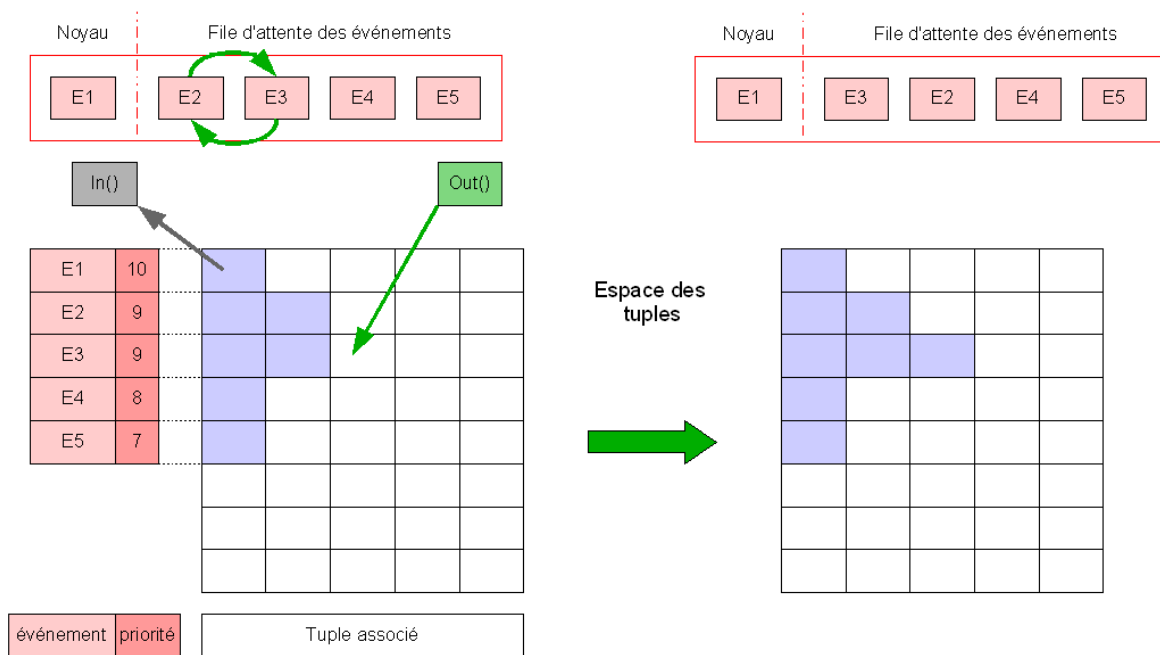 Noyau
File d'attente des événements
Noyau
File d'attente des événements
E1
E2
E3
E4
E5
E1
E3
E2
E4
E5
In()
Out()
E1 10
E2 9
E3 9
E4 8
E5 7
Espace des
tuples
événement priorité
Tuple associé